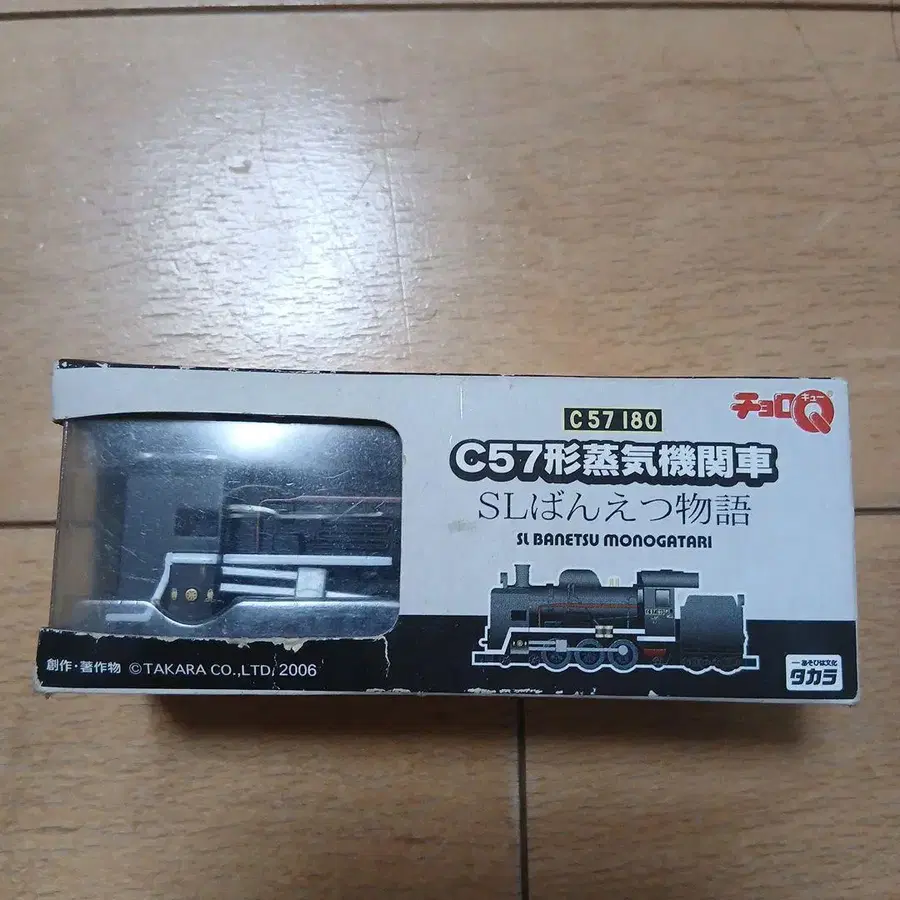 チョロQ
キュー
C57 180
C57形蒸気機関車
SLばんえつ物語
SL BANETSU MONOGATARI
創作・著作物 ©TAKARA CO.,LTD, 2006
あそびは文化
タカラ